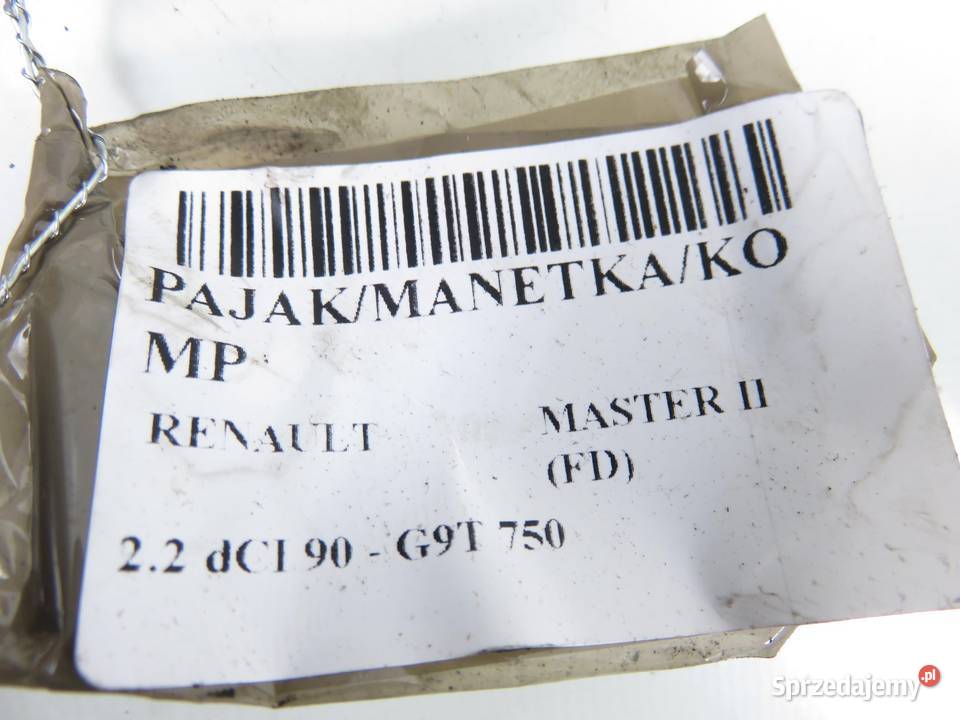 PAJAK/MANETKA/KO
MP
RENAULT MASTER II
(FD)
2.2 dCI 90 - G9T 750
Sprzedajemy.pl